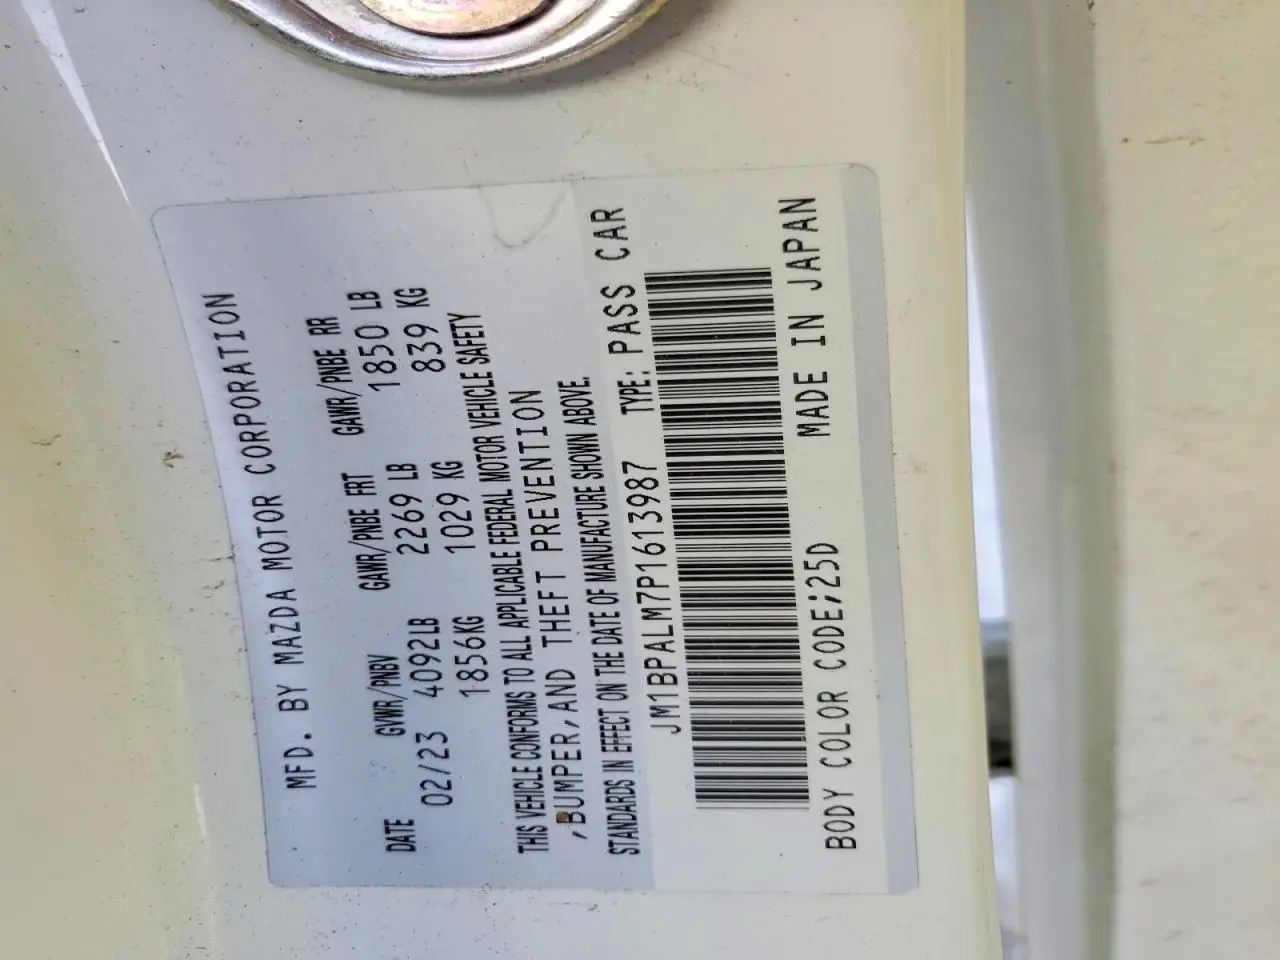 MFD. BY MAZDA MOTOR CORPORATION
DATE GVWR/PNBV GAWR/PNBE FRT GAWR/PNBE RR
02/23 4092LB 2269 LB 1850 LB
1856KG 1029 KG 839 KG
THIS VEHICLE CONFORMS TO ALL APPLICABLE FEDERAL MOTOR VEHICLE SAFETY
,BUMPER,AND THEFT PREVENTION
STANDARDS IN EFFECT ON THE DATE OF MANUFACTURE SHOWN ABOVE.
JM1BPALM7P1613987 TYPE: PASS CAR
BODY COLOR CODE;25D MADE IN JAPAN